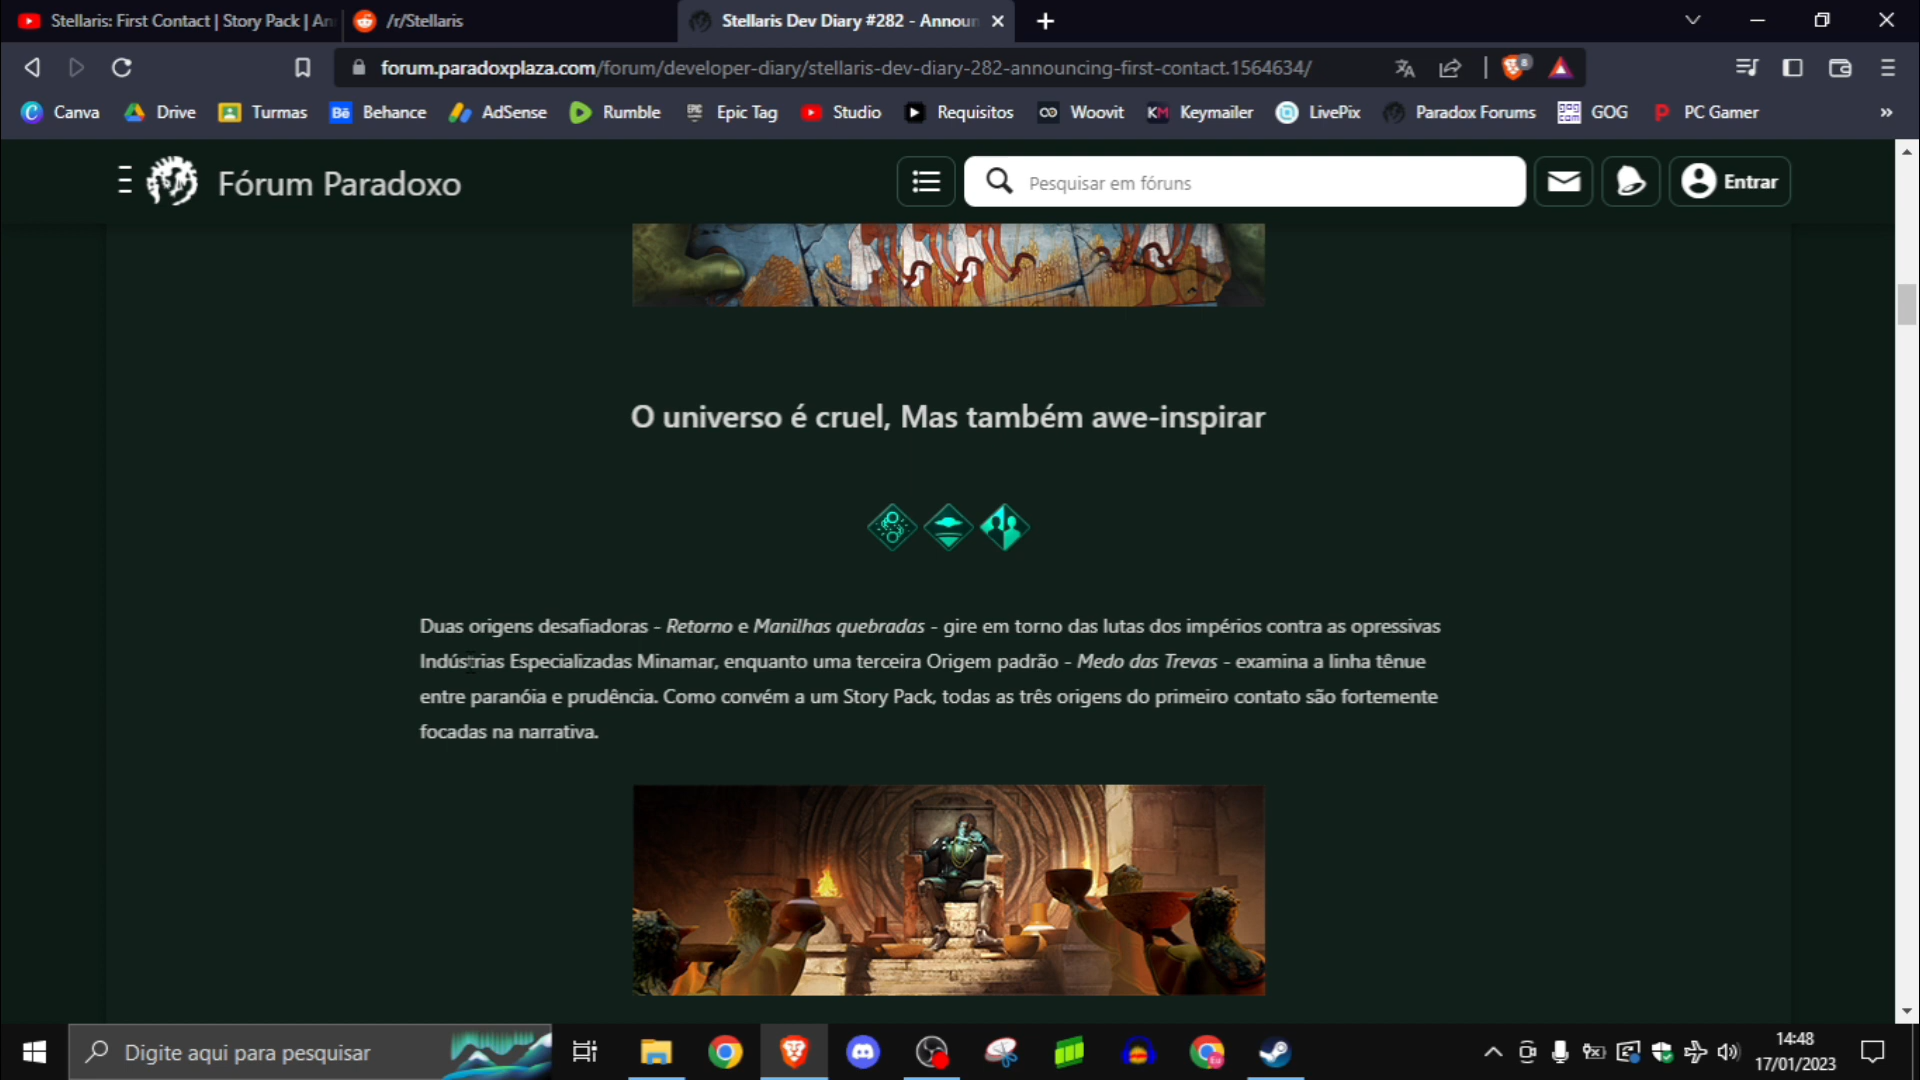 Stellaris: First Contact | Story Pack | An
/r/Stellaris
Stellaris Dev Diary #282 - Announ
forum.paradoxplaza.com/forum/developer-diary/stellaris-dev-diary-282-announcing-first-contact.1564634/
8
Canva
Drive
Turmas
Bē Behance
AdSense
Rumble
EPIC Epic Tag
Studio
Requisitos
Woovit
KM Keymailer
LivePix
Paradox Forums
GOG
PC Gamer
»
Fórum Paradoxo
Pesquisar em fóruns
Entrar
O universo é cruel, Mas também awe-inspirar
Duas origens desafiadoras - Retorno e Manilhas quebradas - gire em torno das lutas dos impérios contra as opressivas
Indústrias Especializadas Minamar, enquanto uma terceira Origem padrão - Medo das Trevas - examina a linha tênue
entre paranóia e prudência. Como convém a um Story Pack, todas as três origens do primeiro contato são fortemente
focadas na narrativa.
Digite aqui para pesquisar
14:48
17/01/2023